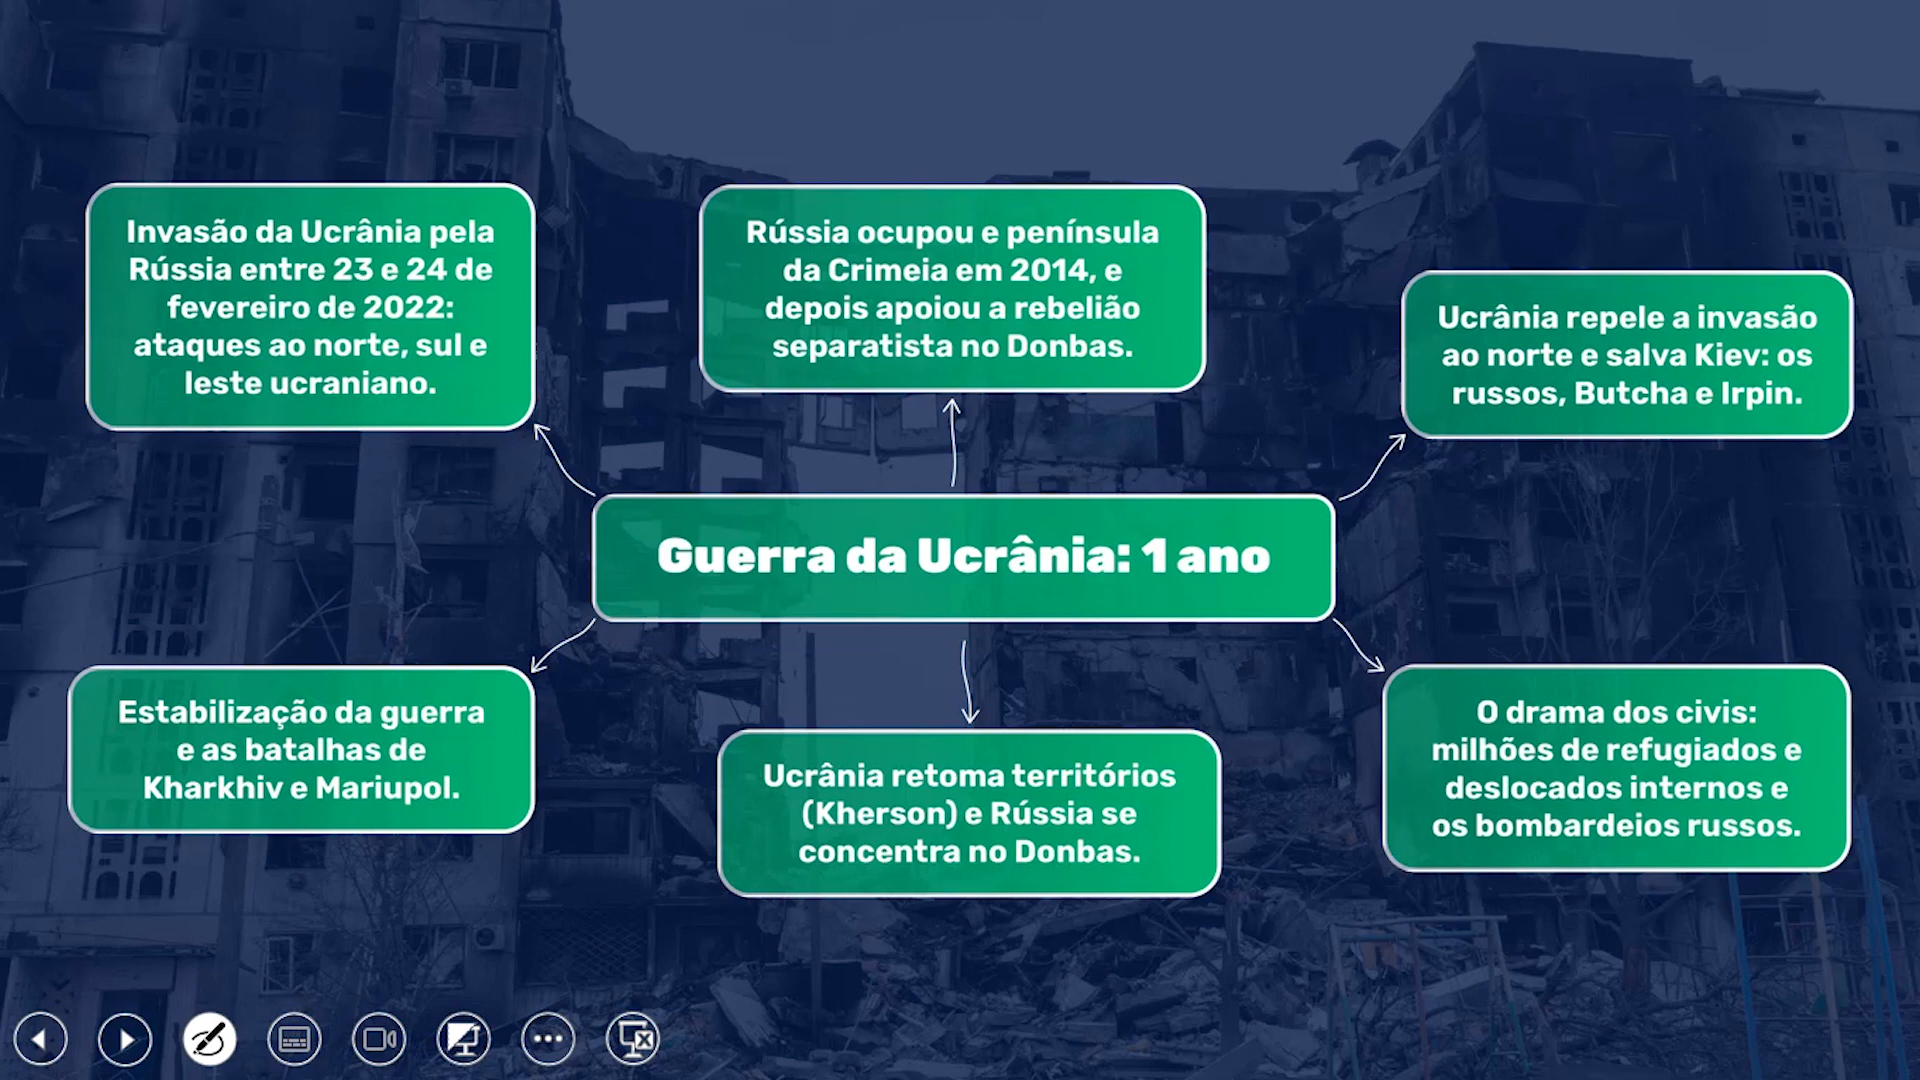 Invasão da Ucrânia pela
Rússia entre 23 e 24 de
fevereiro de 2022:
ataques ao norte, sul e
leste ucraniano.
Rússia ocupou e península
da Crimeia em 2014, e
depois apoiou a rebelião
separatista no Donbas.
Ucrânia repele a invasão
ao norte e salva Kiev: os
russos, Butcha e Irpin.
Guerra da Ucrânia: 1 ano
Estabilização da guerra
e as batalhas de
Kharkhiv e Mariupol.
Ucrânia retoma territórios
(Kherson) e Rússia se
concentra no Donbas.
O drama dos civis:
milhões de refugiados e
deslocados internos e
os bombardeios russos.